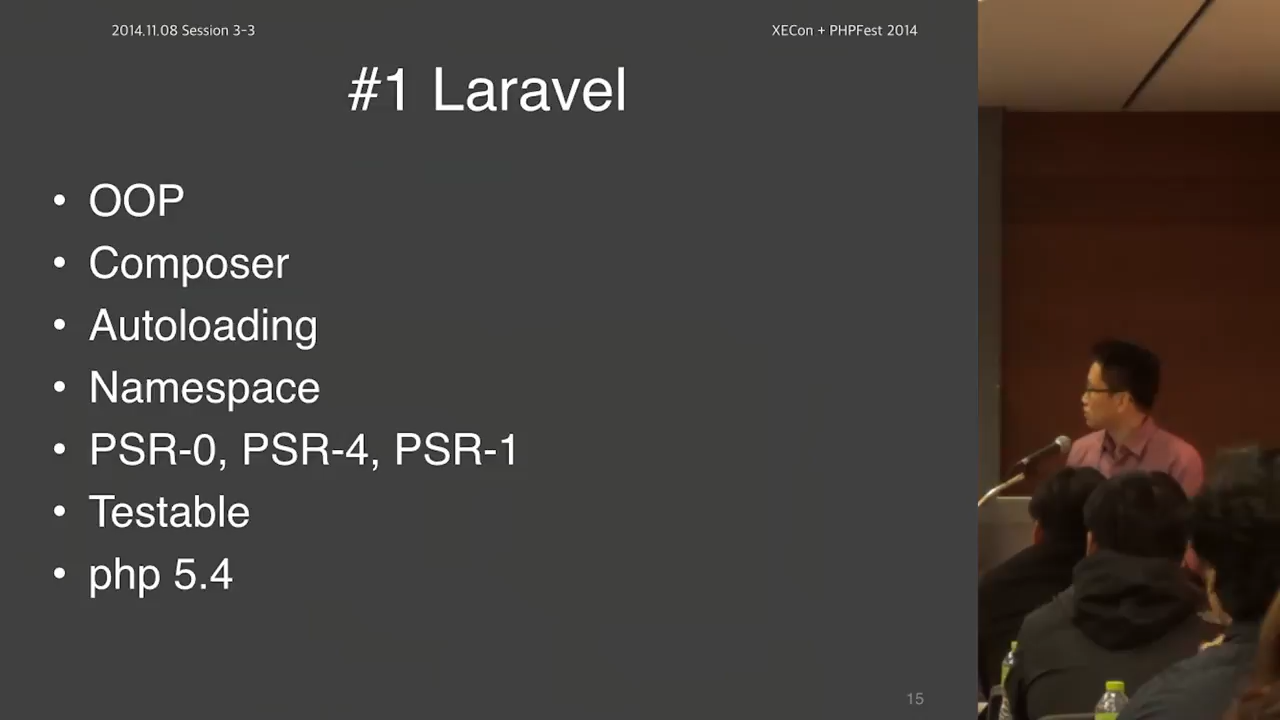 2014.11.08 Session 3-3
XECon + PHPFest 2014
#1 Laravel
• OOP
• Composer
• Autoloading
• Namespace
• PSR-0, PSR-4, PSR-1
• Testable
• php 5.4
15